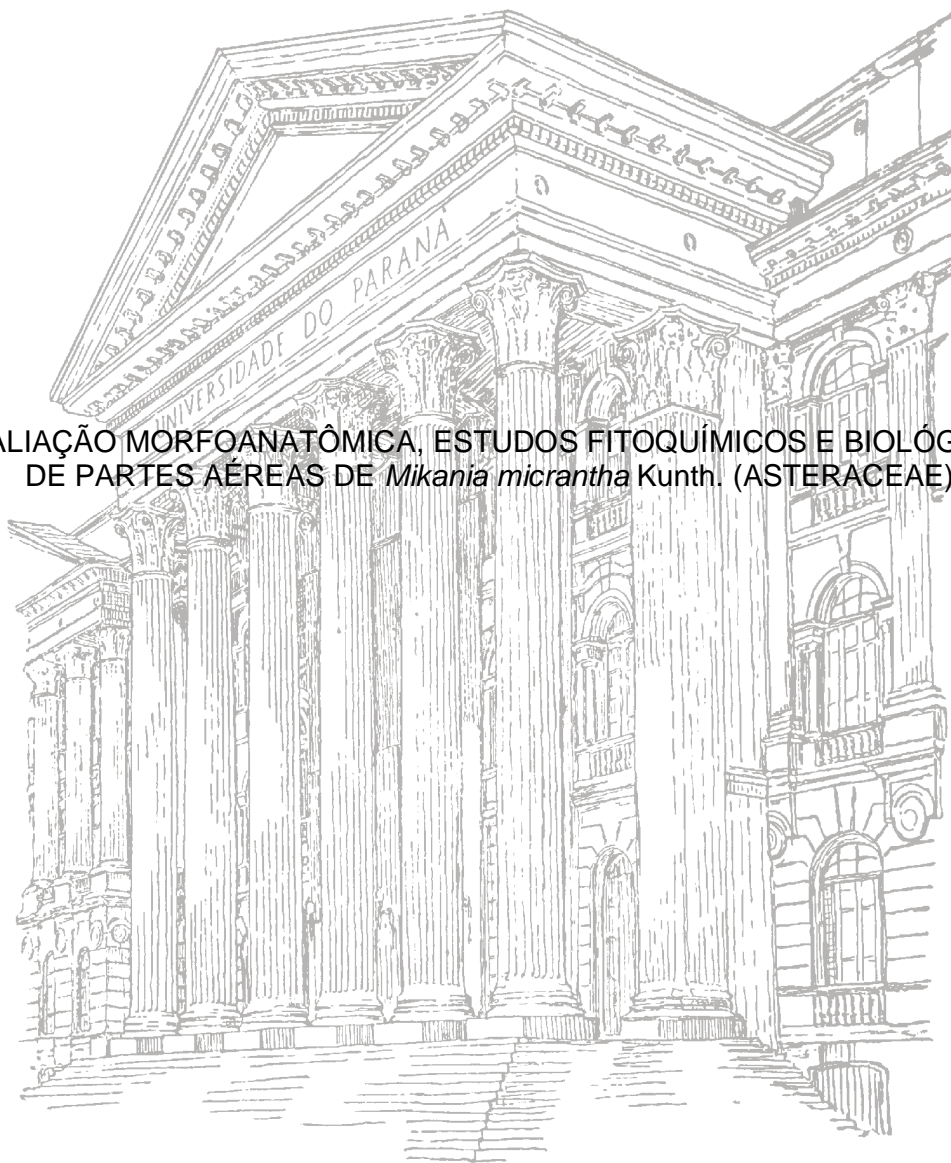 UNIVERSIDADE DO PARANÁ
ALIAÇÃO MORFOANATÔMICA, ESTUDOS FITOQUÍMICOS E BIOLÓG
DE PARTES AÉREAS DE Mikania micrantha Kunth. (ASTERACEAE)